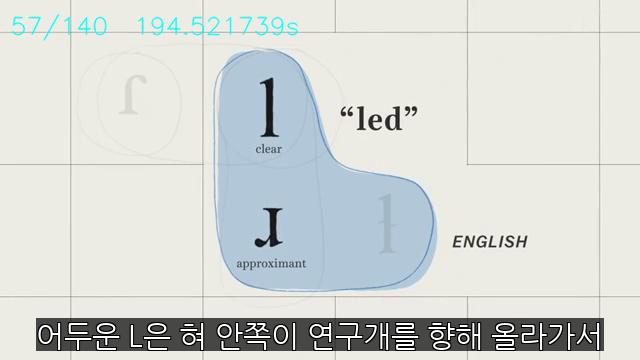 57/140 194.521739s
ɾ
l
clear
“led”
ɹ
approximant
ɫ
ENGLISH
어두운 L은 혀 안쪽이 연구개를 향해 올라가서